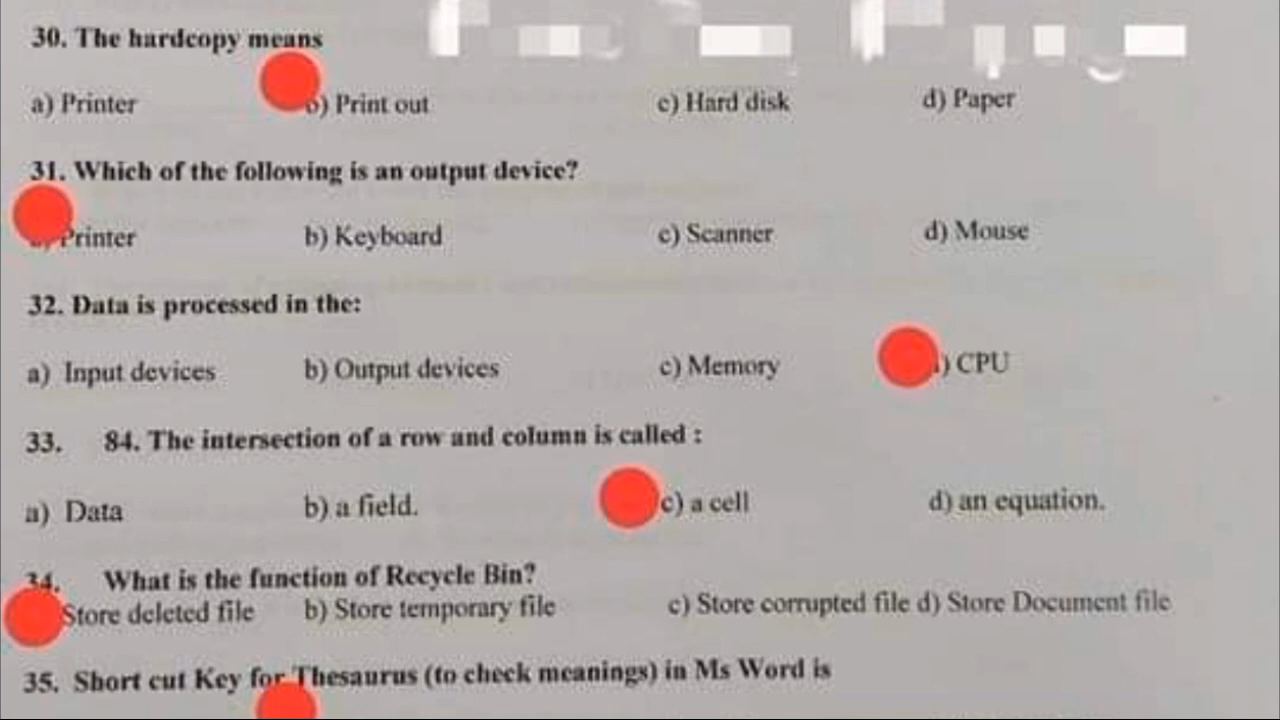 30. The hardcopy means
a) Printer b) Print out c) Hard disk d) Paper
31. Which of the following is an output device?
Printer b) Keyboard c) Scanner d) Mouse
32. Data is processed in the:
a) Input devices b) Output devices c) Memory ) CPU
33. 84. The intersection of a row and column is called :
a) Data b) a field. c) a cell d) an equation.
34. What is the function of Recycle Bin?
Store deleted file b) Store temporary file c) Store corrupted file d) Store Document file
35. Short cut Key for Thesaurus (to check meanings) in Ms Word is